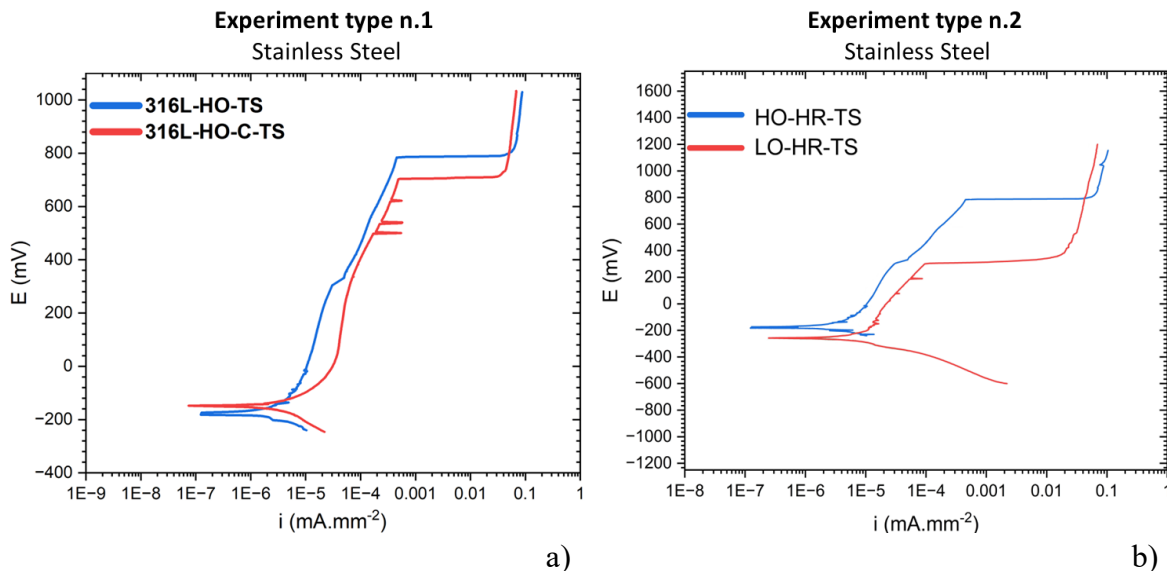 Experiment type n.1
Stainless Steel
1000
800
600
400
200
0
−200
−400
E (mV)
316L-HO-TS
316L-HO-C-TS
1E−9 1E−8 1E−7 1E−6 1E−5 1E−4 0.001 0.01 0.1 1
i (mA.mm-2)
a)
Experiment type n.2
Stainless Steel
1600
1400
1200
1000
800
600
400
200
0
−200
−400
−600
−800
−1000
−1200
E (mV)
HO-HR-TS
LO-HR-TS
1E−8 1E−7 1E−6 1E−5 1E−4 0.001 0.01 0.1 1
i (mA.mm-2)
b)